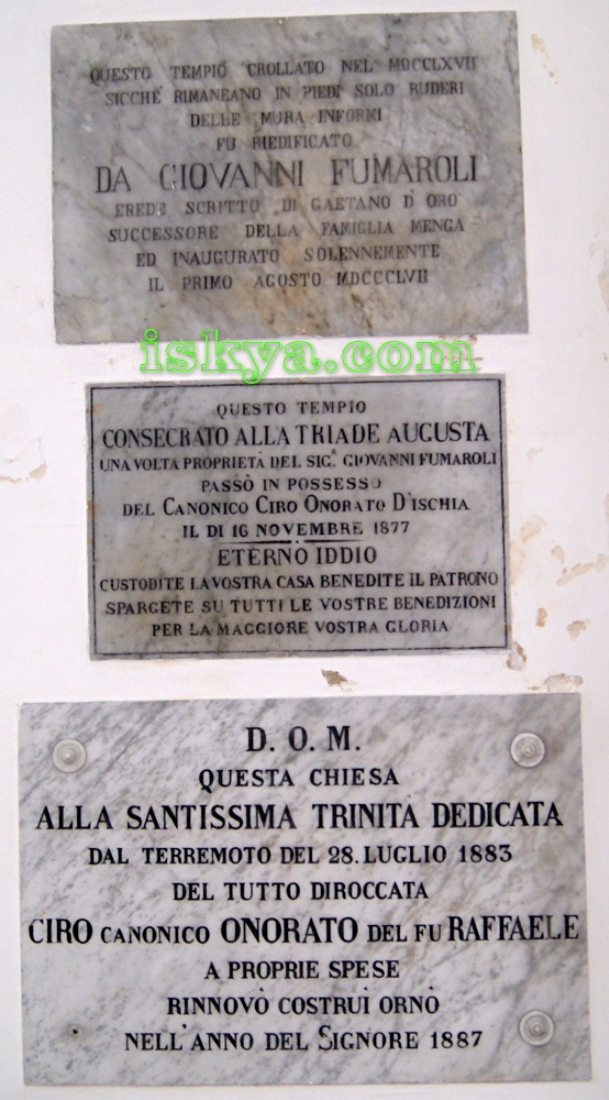 QUESTO TEMPIO CROLLATO NEL MDCCLXVII
SICCHÈ RIMANEANO IN PIEDI SOLO RUDERI
DELLE MURA INFORMI
FU RIEDIFICATO
DA GIOVANNI FUMAROLI
EREDE SCRITTO DI GAETANO D'ORO
SUCCESSORE DELLA FAMIGLIA MENGA
ED INAUGURATO SOLENNEMENTE
IL PRIMO AGOSTO MDCCCLVII
iskya.com
QUESTO TEMPIO
CONSECRATO ALLA TRIADE AUGUSTA
UNA VOLTA PROPRIETÀ DEL SIG.R GIOVANNI FUMAROLI
PASSÒ IN POSSESSO
DEL CANONICO CIRO ONORATO D'ISCHIA
IL DI 16 NOVEMBRE 1877
ETERNO IDDIO
CUSTODITE LA VOSTRA CASA BENEDITE IL PATRONO
SPARGETE SU TUTTI LE VOSTRE BENEDIZIONI
PER LA MAGGIORE VOSTRA GLORIA
D. O. M.
QUESTA CHIESA
ALLA SANTISSIMA TRINITÀ DEDICATA
DAL TERREMOTO DEL 28. LUGLIO 1883
DEL TUTTO DIROCCATA
CIRO CANONICO ONORATO DEL FU RAFFAELE
A PROPRIE SPESE
RINNOVÒ COSTRUÌ ORNÒ
NELL'ANNO DEL SIGNORE 1887